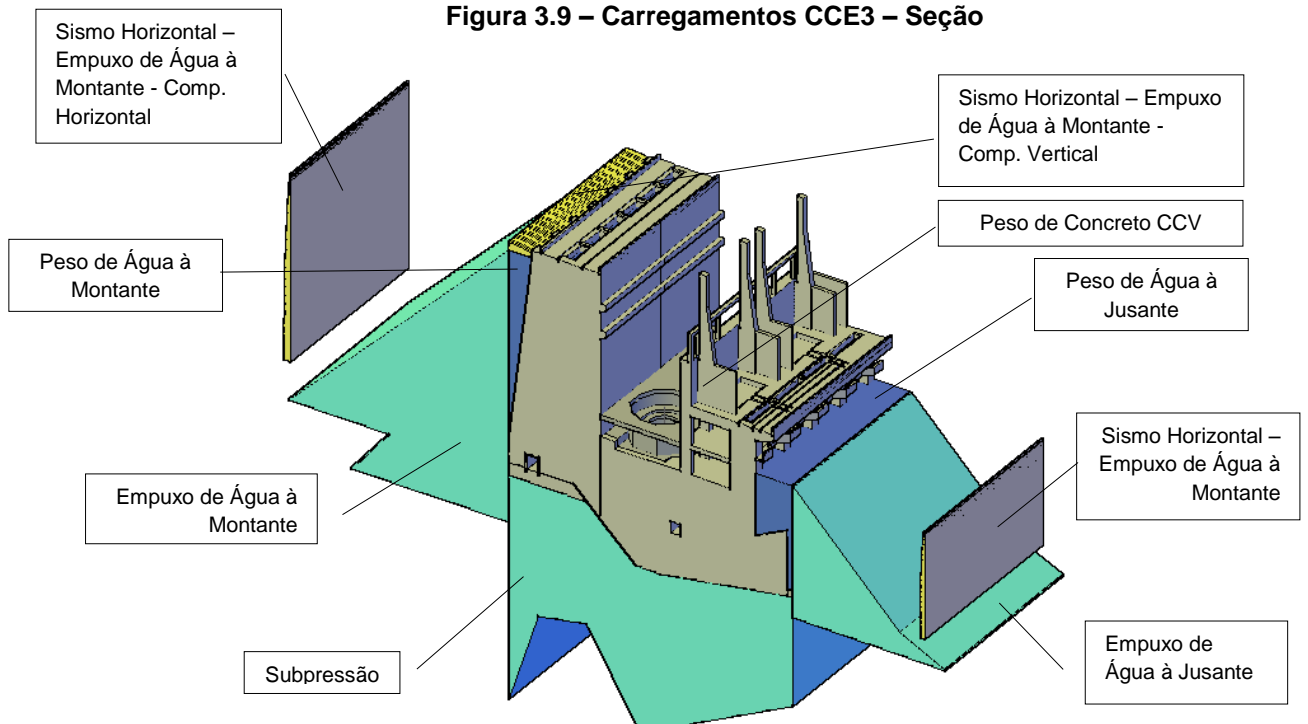 Figura 3.9 – Carregamentos CCE3 – Seção
Sismo Horizontal –
Empuxo de Água à
Montante - Comp.
Horizontal
Sismo Horizontal – Empuxo
de Água à Montante -
Comp. Vertical
Peso de Concreto CCV
Peso de Água à
Montante
Peso de Água à
Jusante
Sismo Horizontal –
Empuxo de Água à
Montante
Empuxo de Água à
Montante
Empuxo de
Água à Jusante
Subpressão